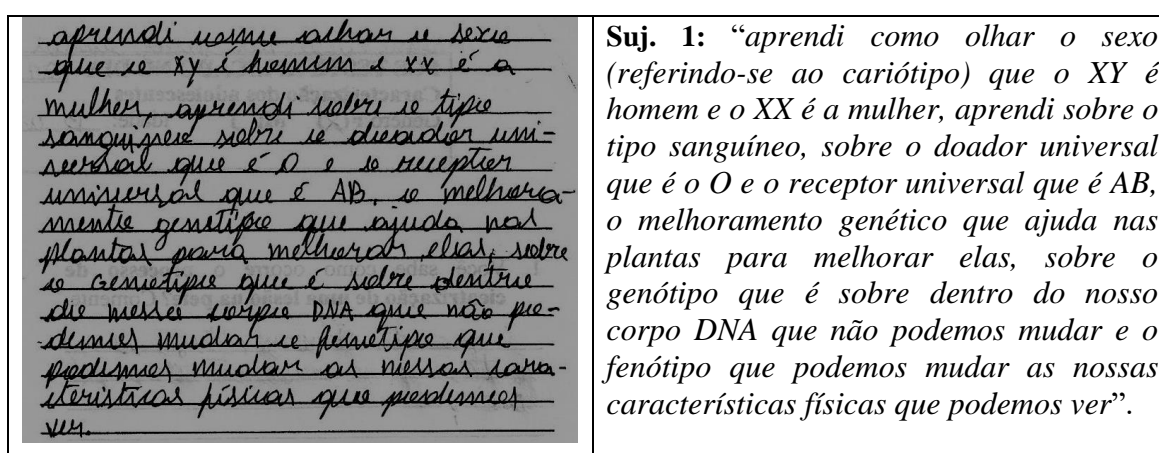 aprendi como olhar o sexo
que o XY é homem e XX é a
mulher, aprendi sobre o tipo
sanguineo sobre o doador uni-
versal que é O e o receptor
universal que é AB, o melhora-
mento genetipo que ajuda nas
plantas para melhorar elas, sobre
o Genotipo que é sobre dentro
do nosso corpo DNA que não po-
demos mudar o fenótipo que
podemos mudar as nossas cara-
cteristicas físicas que podemos
ver.
Suj. 1: “aprendi como olhar o sexo
(referindo-se ao cariótipo) que o XY é
homem e o XX é a mulher, aprendi sobre o
tipo sanguíneo, sobre o doador universal
que é o O e o receptor universal que é AB,
o melhoramento genético que ajuda nas
plantas para melhorar elas, sobre o
genótipo que é sobre dentro do nosso
corpo DNA que não podemos mudar e o
fenótipo que podemos mudar as nossas
características físicas que podemos ver”.